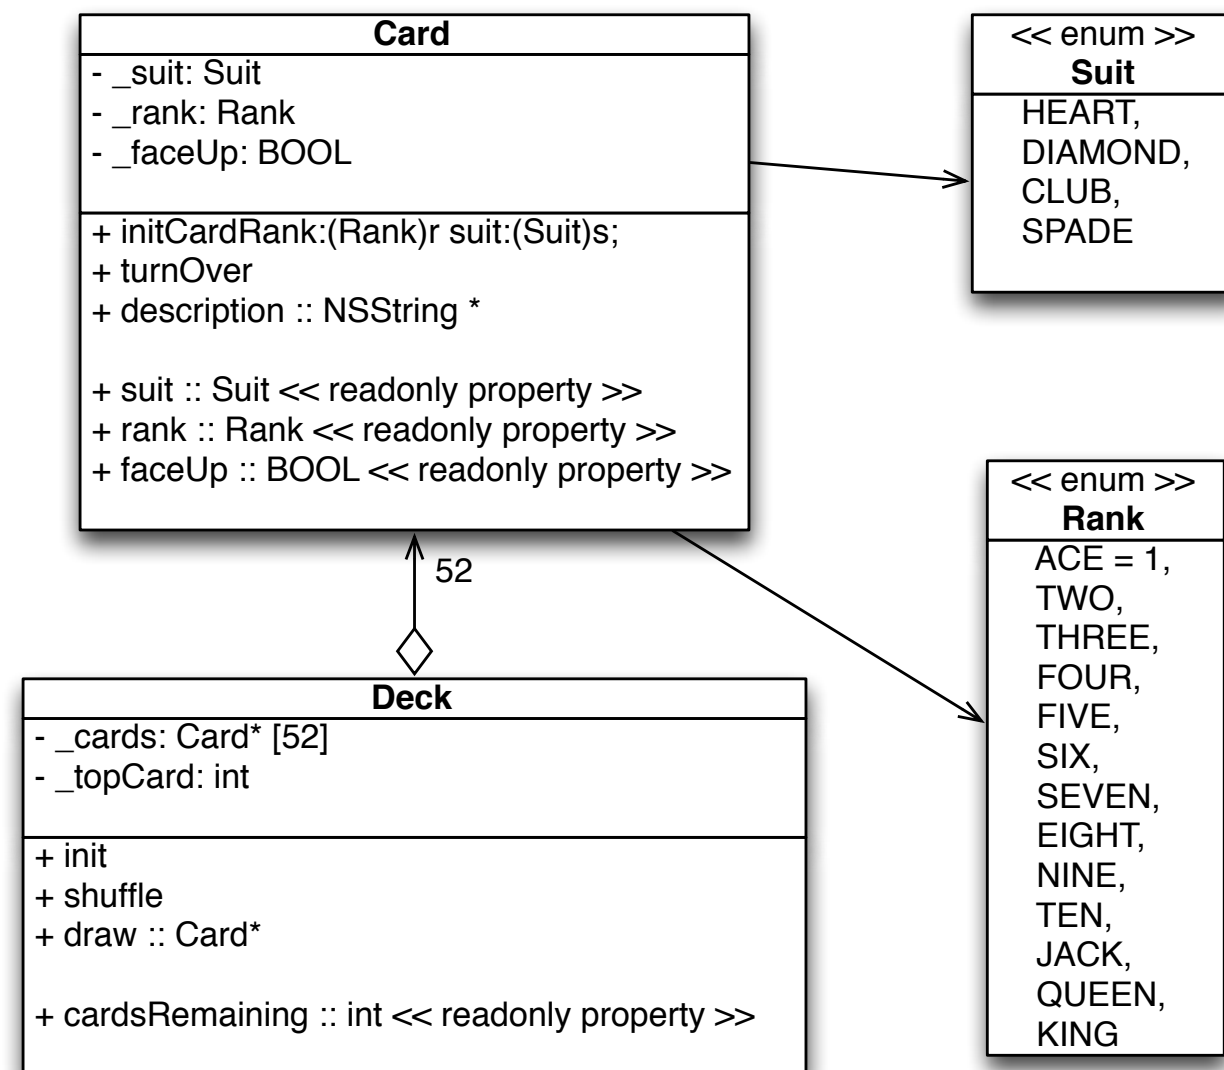 Card
- _suit: Suit
- _rank: Rank
- _faceUp: BOOL
+ initCardRank:(Rank)r suit:(Suit)s;
+ turnOver
+ description :: NSString *
+ suit :: Suit << readonly property >>
+ rank :: Rank << readonly property >>
+ faceUp :: BOOL << readonly property >>
<< enum >>
Suit
HEART,
DIAMOND,
CLUB,
SPADE
52
Deck
- _cards: Card* [52]
- _topCard: int
+ init
+ shuffle
+ draw :: Card*
+ cardsRemaining :: int << readonly property >>
<< enum >>
Rank
ACE = 1,
TWO,
THREE,
FOUR,
FIVE,
SIX,
SEVEN,
EIGHT,
NINE,
TEN,
JACK,
QUEEN,
KING